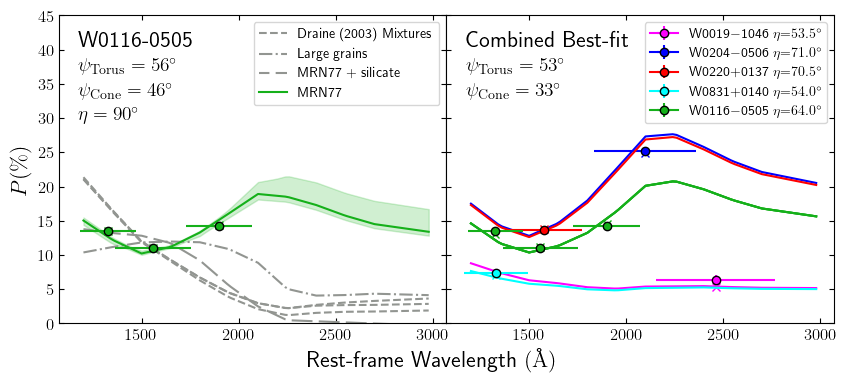 W0116-0505
ψTorus = 56°
ψCone = 46°
η = 90°
Draine (2003) Mixtures
Large grains
MRN77 + silicate
MRN77
Combined Best-fit
ψTorus = 53°
ψCone = 33°
W0019−1046 η=53.5°
W0204−0506 η=71.0°
W0220+0137 η=70.5°
W0831+0140 η=54.0°
W0116−0505 η=64.0°
P(%)
45
40
35
30
25
20
15
10
5
0
1500 2000 2500 3000 1500 2000 2500 3000
Rest-frame Wavelength (Å)